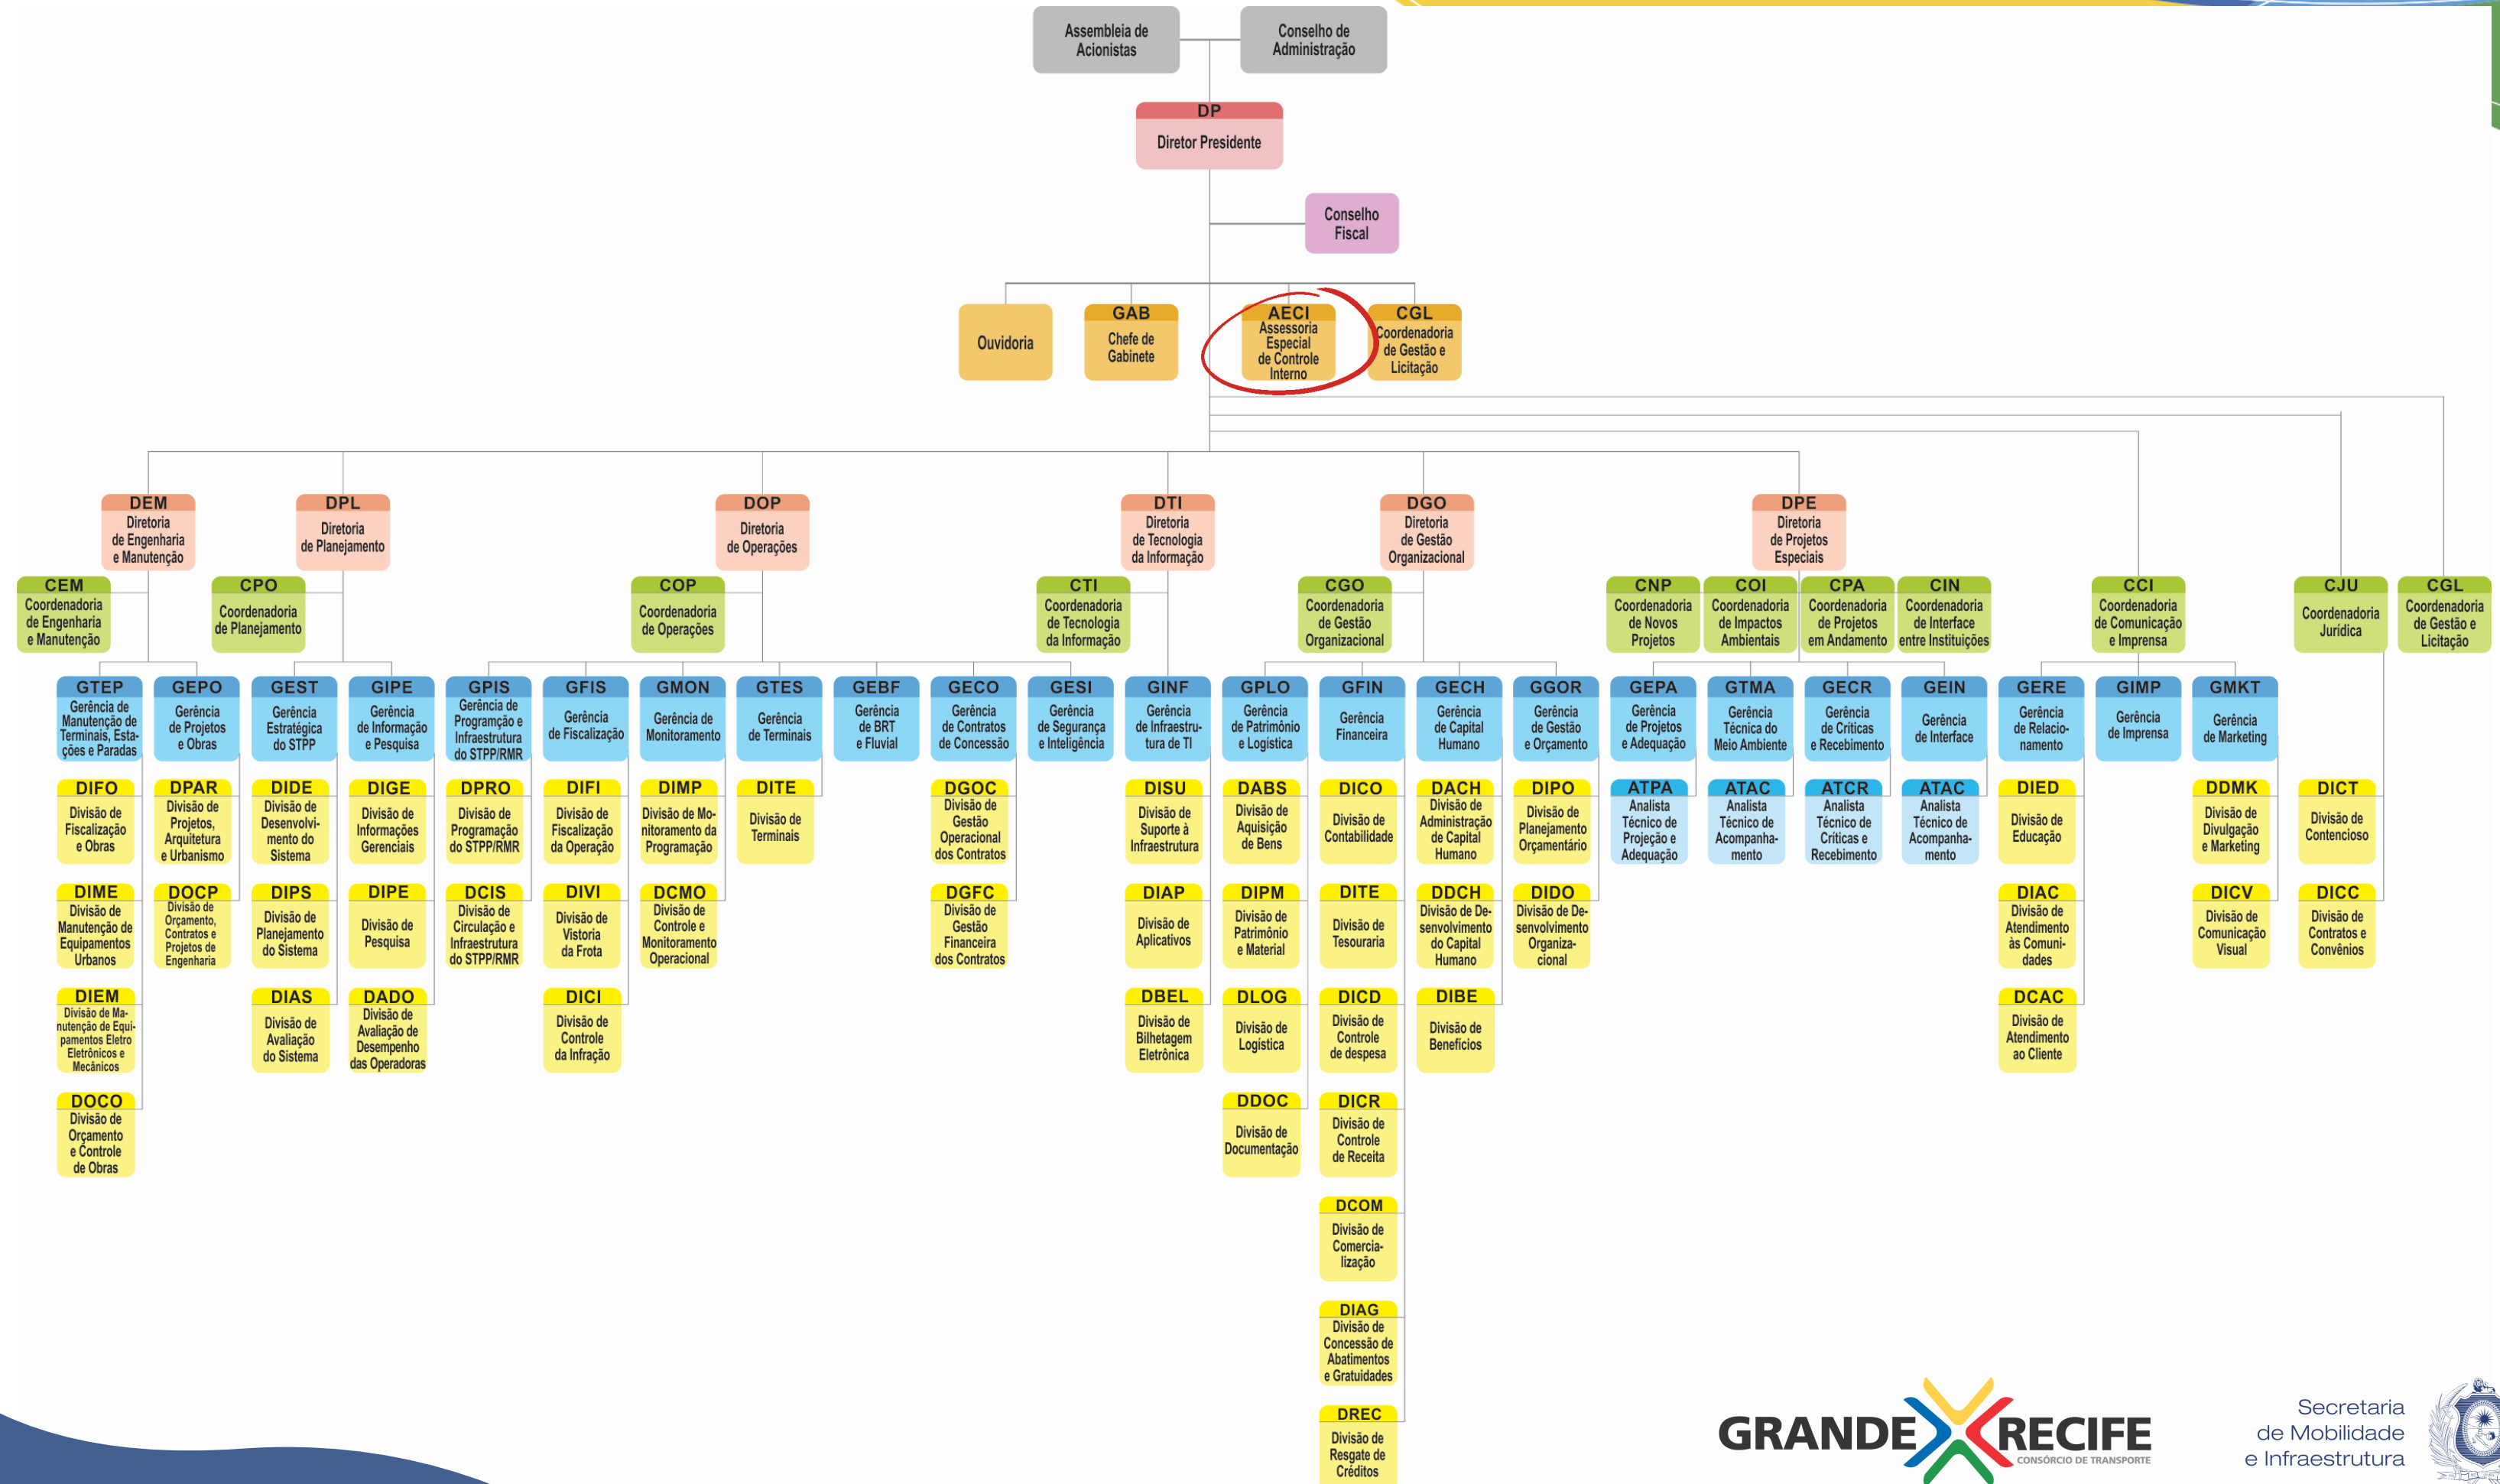 Assembleia de
Acionistas
Conselho de
Administração
DP
Diretor Presidente
Conselho
Fiscal
Ouvidoria
GAB
Chefe de
Gabinete
AECI
Assessoria
Especial
de Controle
Interno
CGL
Coordenadoria
de Gestão e
Licitação
DEM
Diretoria
de Engenharia
e Manutenção
DPL
Diretoria
de Planejamento
DOP
Diretoria
de Operações
DTI
Diretoria
de Tecnologia
da Informação
DGO
Diretoria
de Gestão
Organizacional
DPE
Diretoria
de Projetos
Especiais
CEM
Coordenadoria
de Engenharia
e Manutenção
CPO
Coordenadoria
de Planejamento
COP
Coordenadoria
de Operações
CTI
Coordenadoria
de Tecnologia
da Informação
CGO
Coordenadoria
de Gestão
Organizacional
CNP
Coordenadoria
de Novos
Projetos
COI
Coordenadoria
de Impactos
Ambientais
CPA
Coordenadoria
de Projetos
em Andamento
CIN
Coordenadoria
de Interface
entre Instituições
CCI
Coordenadoria
de Comunicação
e Imprensa
CJU
Coordenadoria
Jurídica
CGL
Coordenadoria
de Gestão e
Licitação
GTEP
Gerência de
Manutenção de
Terminais, Esta-
ções e Paradas
GEPO
Gerência
de Projetos
e Obras
GEST
Gerência
Estratégica
do STPP
GIPE
Gerência
de Informação
e Pesquisa
GPIS
Gerência de
Programção e
Infraestrutura
do STPP/RMR
GFIS
Gerência
de Fiscalização
GMON
Gerência de
Monitoramento
GTES
Gerência
de Terminais
GEBF
Gerência
de BRT
e Fluvial
GECO
Gerência
de Contratos
de Concessão
GESI
Gerência
de Segurança
e Inteligência
GINF
Gerência
de Infraestru-
tura de TI
GPLO
Gerência
de Patrimônio
e Logística
GFIN
Gerência
Financeira
GECH
Gerência
de Capital
Humano
GGOR
Gerência
de Gestão
e Orçamento
GEPA
Gerência
de Projetos
e Adequação
GTMA
Gerência
Técnica do
Meio Ambiente
GECR
Gerência
de Críticas
e Recebimento
GEIN
Gerência
de Interface
GERE
Gerência
de Relacio-
namento
GIMP
Gerência
de Imprensa
GMKT
Gerência
de Marketing
DIFO
Divisão de
Fiscalização
e Obras
DPAR
Divisão de
Projetos,
Arquitetura
e Urbanismo
DIDE
Divisão de
Desenvolvi-
mento do
Sistema
DIGE
Divisão de
Informações
Gerenciais
DPRO
Divisão de
Programação
do STPP/RMR
DIFI
Divisão de
Fiscalização
da Operação
DIMP
Divisão de Mo-
nitoramento da
Programação
DITE
Divisão de
Terminais
DGOC
Divisão de
Gestão
Operacional
dos Contratos
DISU
Divisão de
Suporte à
Infraestrutura
DABS
Divisão de
Aquisição
de Bens
DICO
Divisão de
Contabilidade
DACH
Divisão de
Administração
de Capital
Humano
DIPO
Divisão de
Planejamento
Orçamentário
ATPA
Analista
Técnico de
Projeção e
Adequação
ATAC
Analista
Técnico de
Acompanha-
mento
ATCR
Analista
Técnico de
Críticas e
Recebimento
ATAC
Analista
Técnico de
Acompanha-
mento
DIED
Divisão de
Educação
DDMK
Divisão de
Divulgação
e Marketing
DICT
Divisão de
Contencioso
DIME
Divisão de
Manutenção de
Equipamentos
Urbanos
DOCP
Divisão de
Orçamento,
Contratos e
Projetos de
Engenharia
DIPS
Divisão de
Planejamento
do Sistema
DIPE
Divisão de
Pesquisa
DCIS
Divisão de
Circulação e
Infraestrutura
do STPP/RMR
DIVI
Divisão de
Vistoria
da Frota
DCMO
Divisão de
Controle e
Monitoramento
Operacional
DGFC
Divisão de
Gestão
Financeira
dos Contratos
DIAP
Divisão de
Aplicativos
DIPM
Divisão de
Patrimônio
e Material
DITE
Divisão de
Tesouraria
DDCH
Divisão de De-
senvolvimento
do Capital
Humano
DIDO
Divisão de De-
senvolvimento
Organiza-
cional
DIAC
Divisão de
Atendimento
às Comuni-
dades
DICV
Divisão de
Comunicação
Visual
DICC
Divisão de
Contratos e
Convênios
DIEM
Divisão de Ma-
nutenção de Equi-
pamentos Eletro
Eletrônicos e
Mecânicos
DIAS
Divisão de
Avaliação
do Sistema
DADO
Divisão de
Avaliação de
Desempenho
das Operadoras
DICI
Divisão de
Controle
da Infração
DBEL
Divisão de
Bilhetagem
Eletrônica
DLOG
Divisão de
Logística
DICD
Divisão de
Controle
de despesa
DIBE
Divisão de
Benefícios
DCAC
Divisão de
Atendimento
ao Cliente
DOCO
Divisão de
Orçamento
e Controle
de Obras
DDOC
Divisão de
Documentação
DICR
Divisão de
Controle
de Receita
DCOM
Divisão de
Comercia-
lização
DIAG
Divisão de
Concessão de
Abatimentos
e Gratuidades
DREC
Divisão de
Resgate de
Créditos
GRANDE RECIFE
CONSÓRCIO DE TRANSPORTE
Secretaria
de Mobilidade
e Infraestrutura